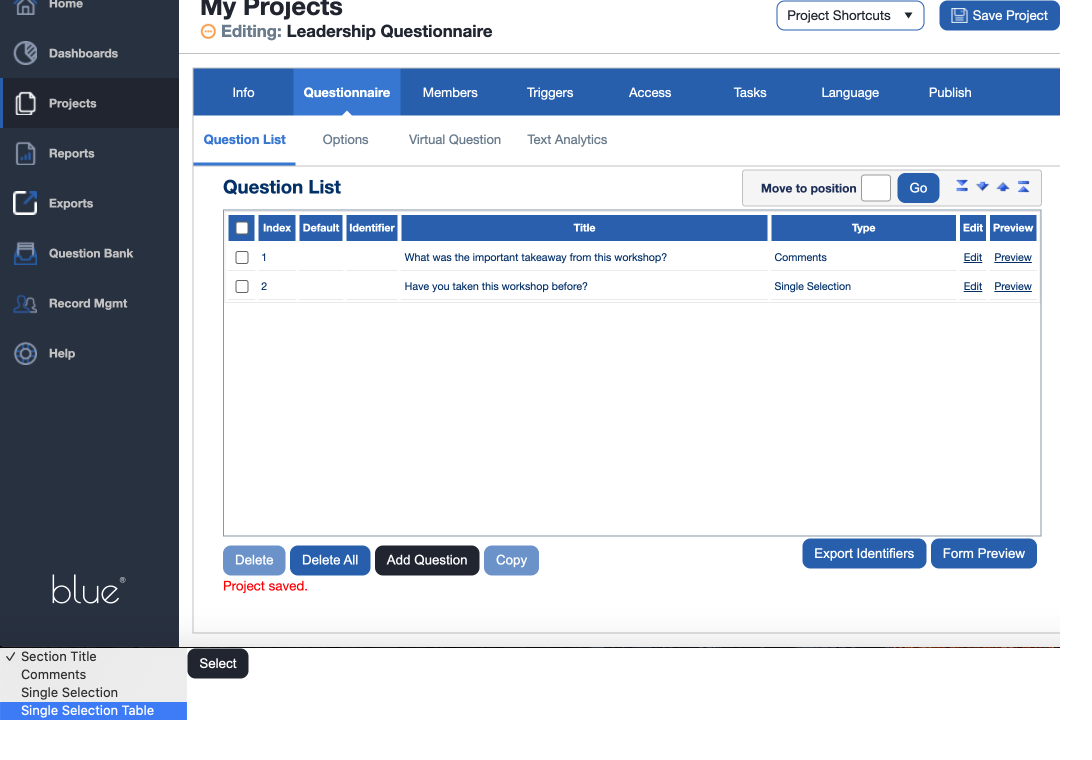 Home
Dashboards
Projects
Reports
Exports
Question Bank
Record Mgmt
Help
blue®
My Projects
Editing: Leadership Questionnaire
Project Shortcuts ▼
Save Project
Info Questionnaire Members Triggers Access Tasks Language Publish
Question List Options Virtual Question Text Analytics
Question List
Move to position Go
Index Default Identifier Title Type Edit Preview
1 What was the important takeaway from this workshop? Comments Edit Preview
2 Have you taken this workshop before? Single Selection Edit Preview
Delete Delete All Add Question Copy Export Identifiers Form Preview
Project saved.
✓ Section Title
Comments
Single Selection
Single Selection Table
Select